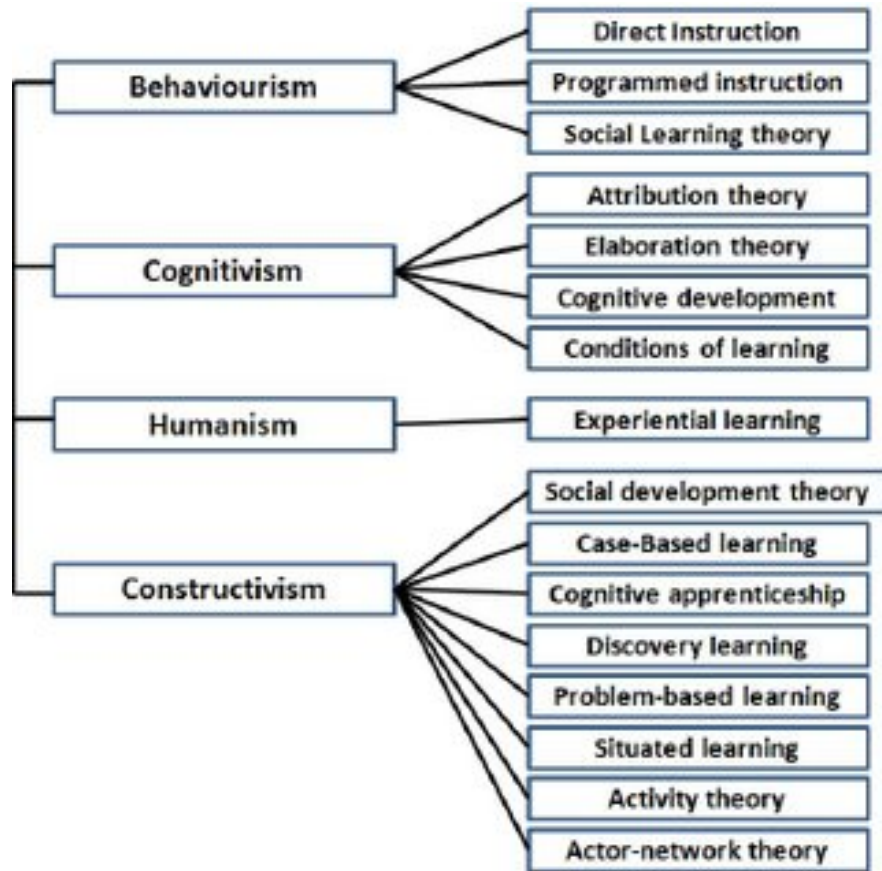 Behaviourism
Direct Instruction
Programmed instruction
Social Learning theory
Cognitivism
Attribution theory
Elaboration theory
Cognitive development
Conditions of learning
Humanism
Experiential learning
Constructivism
Social development theory
Case-Based learning
Cognitive apprenticeship
Discovery learning
Problem-based learning
Situated learning
Activity theory
Actor-network theory